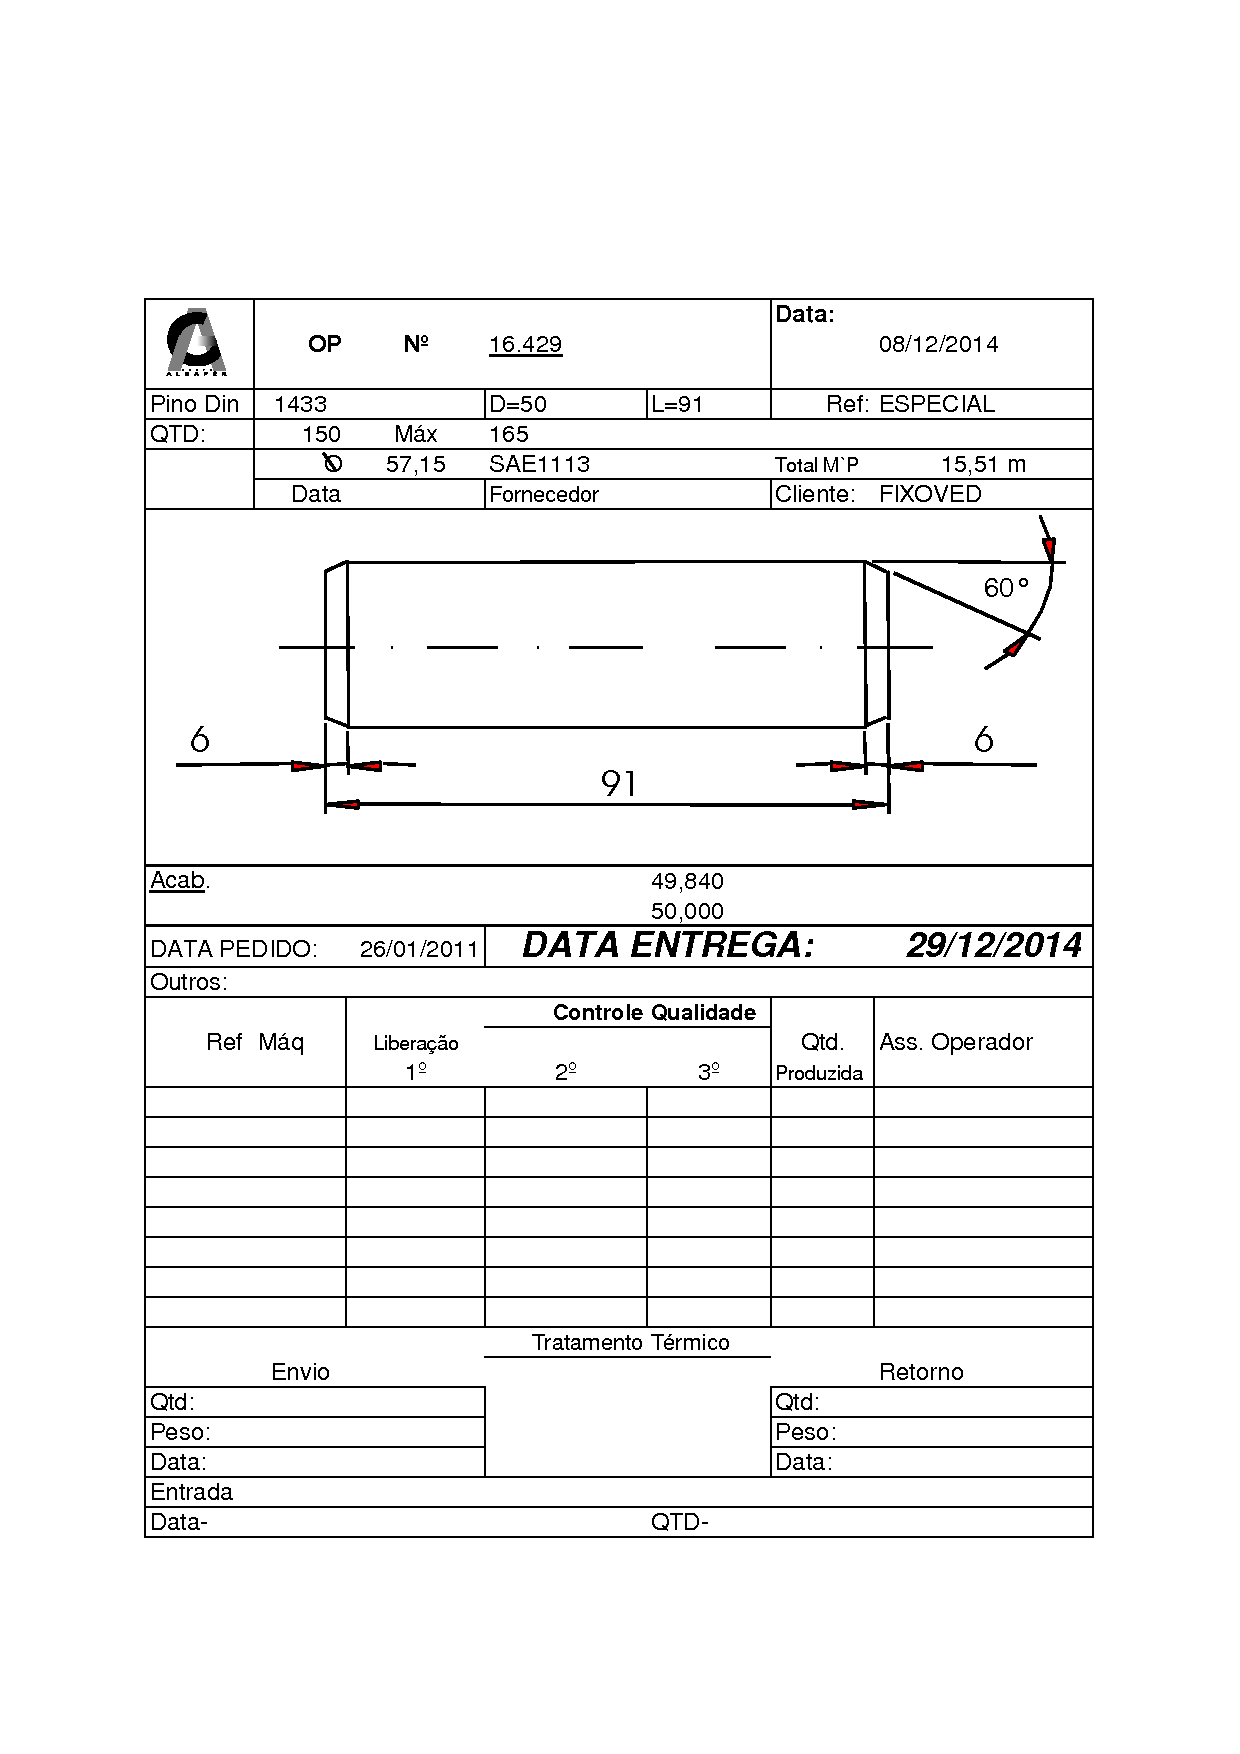 ALBAPER
Data:
OP Nº 16.429 08/12/2014
Pino Din 1433 D=50 L=91 Ref: ESPECIAL
QTD: 150 Máx 165
Ø 57,15 SAE1113 Total M`P 15,51 m
Data Fornecedor Cliente: FIXOVED
60°
6 6
91
Acab. 49,840
50,000
DATA PEDIDO: 26/01/2011 DATA ENTREGA: 29/12/2014
Outros:
Controle Qualidade
Ref Máq Liberação Qtd. Ass. Operador
1º 2º 3º Produzida
Tratamento Térmico
Envio Retorno
Qtd: Qtd:
Peso: Peso:
Data: Data:
Entrada
Data- QTD-